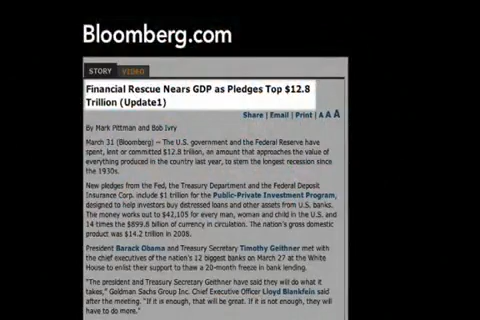 Bloomberg.com
STORY VIDEO
Financial Rescue Nears GDP as Pledges Top $12.8
Trillion (Update1)
Share | Email | Print | A A A
By Mark Pittman and Bob Ivry
March 31 (Bloomberg) -- The U.S. government and the Federal Reserve have
spent, lent or committed $12.8 trillion, an amount that approaches the value of
everything produced in the country last year, to stem the longest recession since
the 1930s.
New pledges from the Fed, the Treasury Department and the Federal Deposit
Insurance Corp. include $1 trillion for the Public-Private Investment Program,
designed to help investors buy distressed loans and other assets from U.S. banks.
The money works out to $42,105 for every man, woman and child in the U.S. and
14 times the $899.8 billion of currency in circulation. The nation's gross domestic
product was $14.2 trillion in 2008.
President Barack Obama and Treasury Secretary Timothy Geithner met with
the chief executives of the nation's 12 biggest banks on March 27 at the White
House to enlist their support to thaw a 20-month freeze in bank lending.
"The president and Treasury Secretary Geithner have said they will do what it
takes," Goldman Sachs Group Inc. Chief Executive Officer Lloyd Blankfein said
after the meeting. "If it is enough, that will be great. If it is not enough, they will
have to do more."